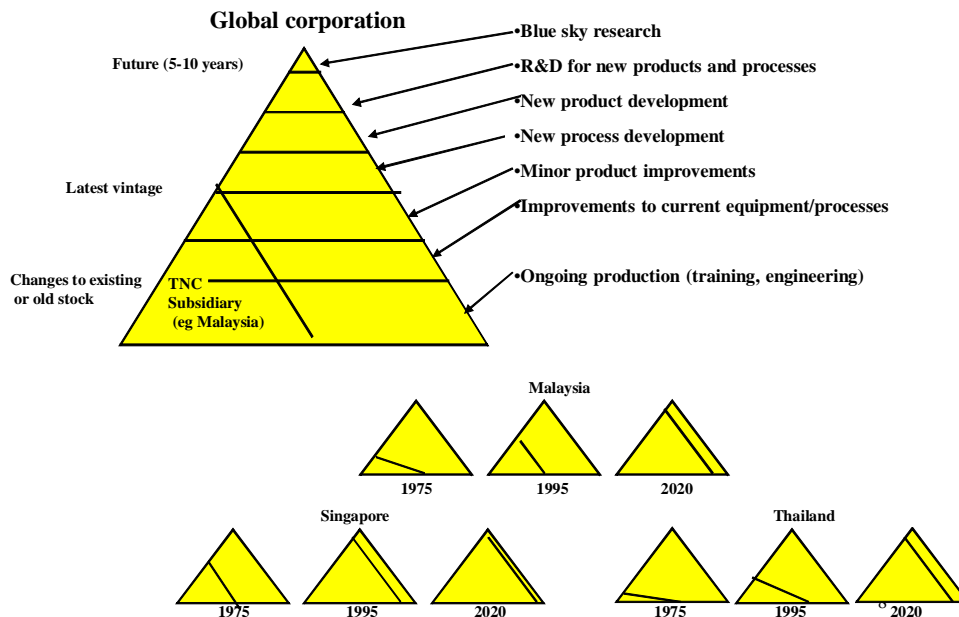 Global corporation
•Blue sky research
Future (5-10 years)
•R&D for new products and processes
•New product development
•New process development
•Minor product improvements
Latest vintage
•Improvements to current equipment/processes
•Ongoing production (training, engineering)
Changes to existing
or old stock
TNC
Subsidiary
(eg Malaysia)
Malaysia
1975
1995
2020
Singapore
1975
1995
2020
Thailand
1975
1995
2020